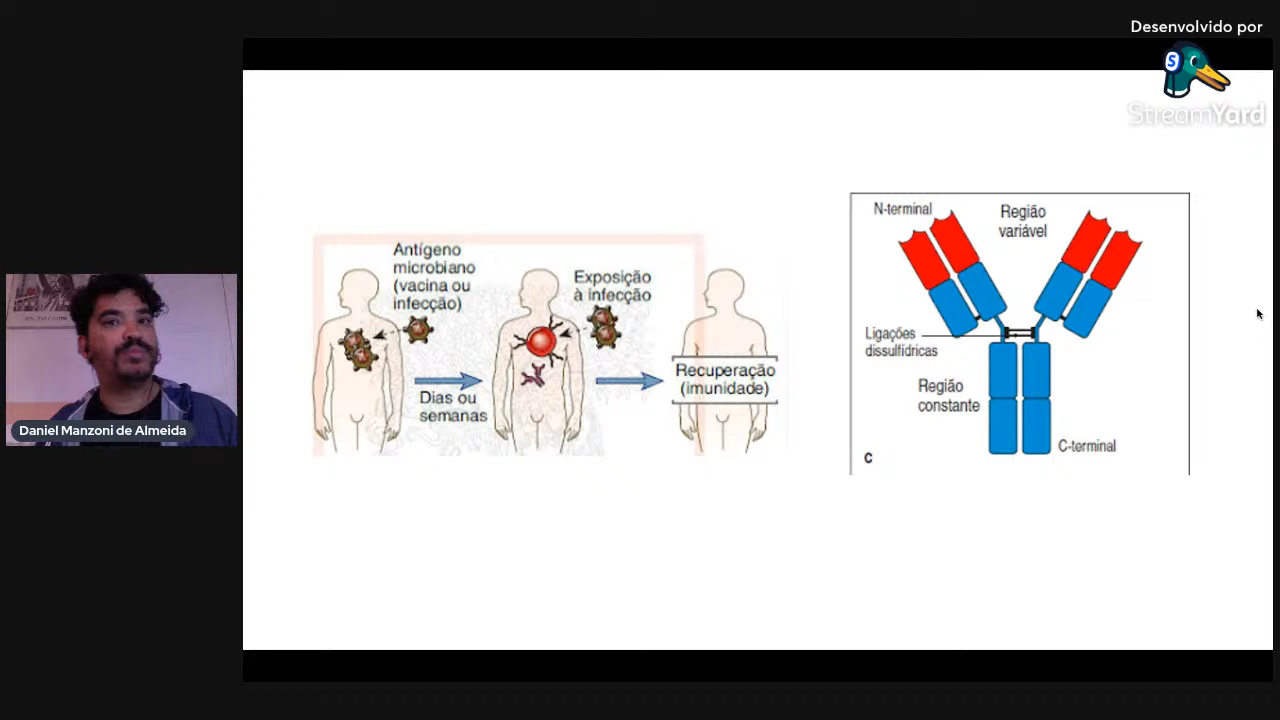 Desenvolvido por
StreamYard
Antígeno
microbiano
(vacina ou
infecção)
Exposição
à infecção
Dias ou
semanas
Recuperação
(imunidade)
N-terminal
Região
variável
Ligações
dissulfídricas
Região
constante
C-terminal
C
Daniel Manzoni de Almeida